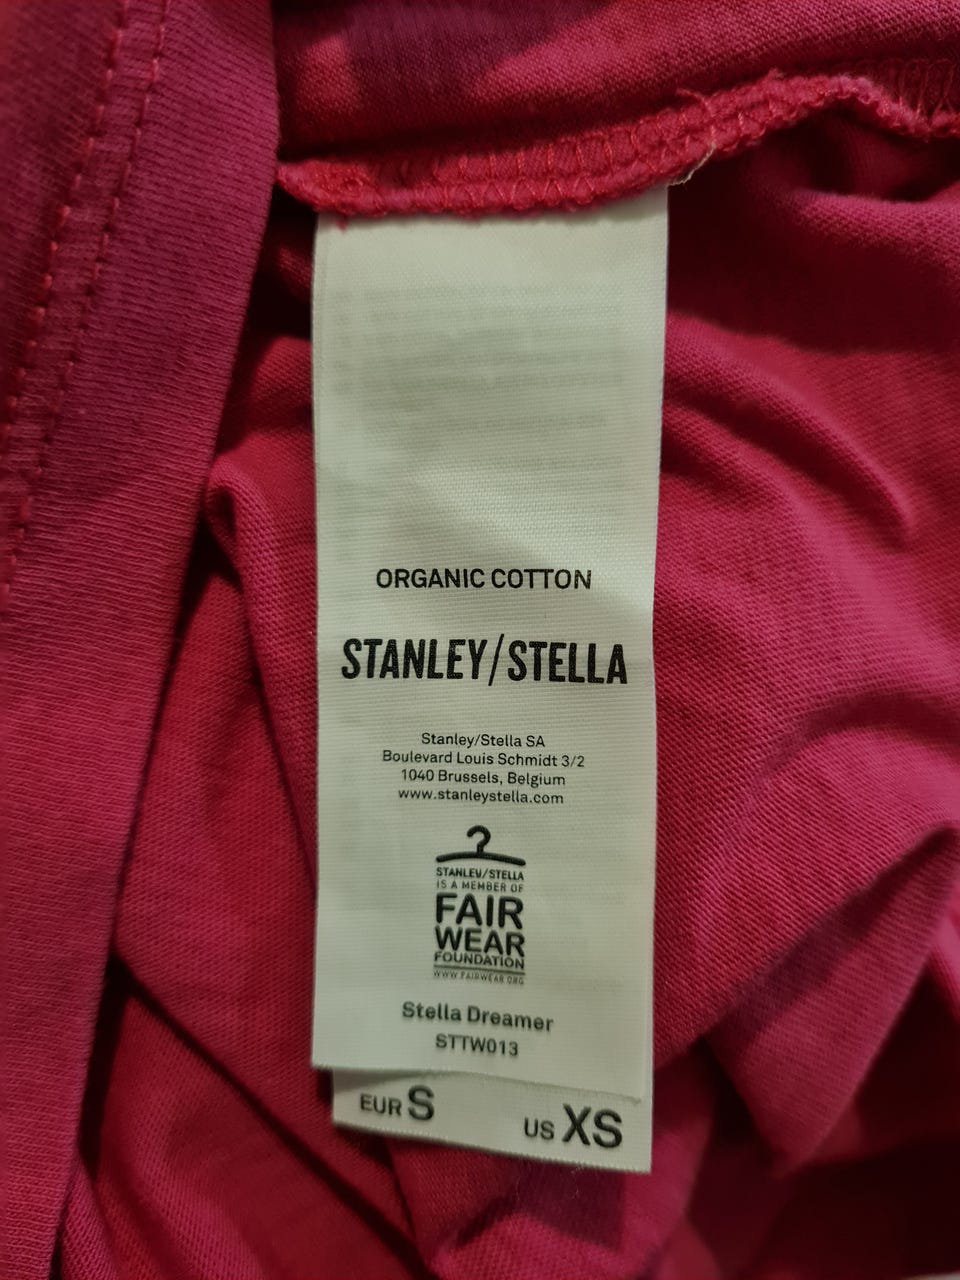 ORGANIC COTTON
STANLEY/STELLA
Stanley/Stella SA
Boulevard Louis Schmidt 3/2
1040 Brussels, Belgium
www.stanleystella.com
STANLEY/STELLA
IS A MEMBER OF
FAIR
WEAR
FOUNDATION
WWW.FAIRWEAR.ORG
Stella Dreamer
STTW013
EUR S US XS